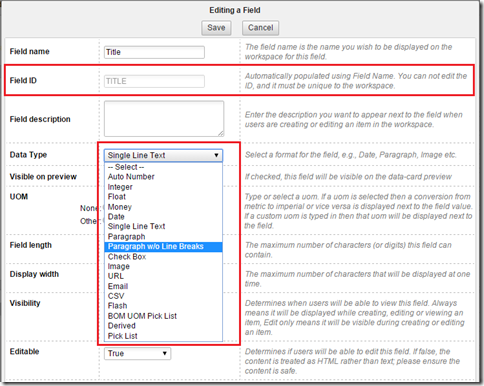 Editing a Field
Save Cancel
Field name Title The field name is the name you wish to be displayed on the
workspace for this field.
Field ID TITLE Automatically populated using Field Name. You can not edit the
ID, and it must be unique to the workspace.
Field description Enter the description you want to appear next to the field when
users are creating or editing an item in the workspace.
Data Type Single Line Text Select a format for the field, e.g., Date, Paragraph, Image etc.
-- Select --
Auto Number
Visible on preview Integer If checked, this field will be visible on the data-card preview
Float
UOM Money Type or select a uom. If a uom is selected then a conversion from
None Date metric to imperial or vice versa is displayed next to the field value.
Other Single Line Text If a custom uom is typed in then that uom will be displayed next to
the field.
Paragraph
Field length Paragraph w/o Line Breaks The maximum number of characters (or digits) this field can
contain.
Check Box
Display width Image The maximum number of characters that will be displayed at one
time.
URL
Email
Visibility CSV Determines when users will be able to view this field. Always
Flash means it will be displayed while creating, editing or viewing an
BOM UOM Pick List item, Edit only means it will be visible during creating or editing
Derived an item.
Pick List
Editable True Determines if users will be able to edit this field. If false, the
content is treated as HTML rather than text; please ensure the
content is safe.